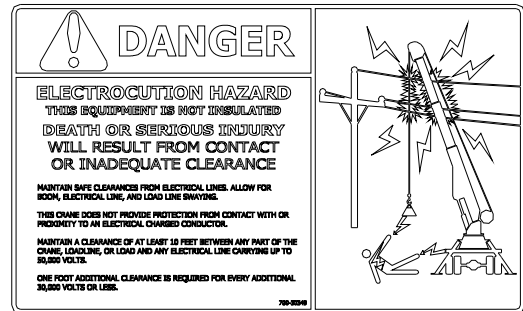 DANGER
ELECTROCUTION HAZARD
THIS EQUIPMENT IS NOT INSULATED
DEATH OR SERIOUS INJURY
WILL RESULT FROM CONTACT
OR INADEQUATE CLEARANCE
MAINTAIN SAFE CLEARANCES FROM ELECTRICAL LINES. ALLOW FOR
BOOM, ELECTRICAL LINE, AND LOAD LINE SWAYING.
THIS CRANE DOES NOT PROVIDE PROTECTION FROM CONTACT WITH OR
PROXIMITY TO AN ELECTRICAL CHARGED CONDUCTOR.
MAINTAIN A CLEARANCE OF AT LEAST 10 FEET BETWEEN ANY PART OF THE
CRANE, LOADLINE, OR LOAD AND ANY ELECTRICAL LINE CARRYING UP TO
50,000 VOLTS.
ONE FOOT ADDITIONAL CLEARANCE IS REQUIRED FOR EVERY ADDITIONAL
30,000 VOLTS OR LESS.